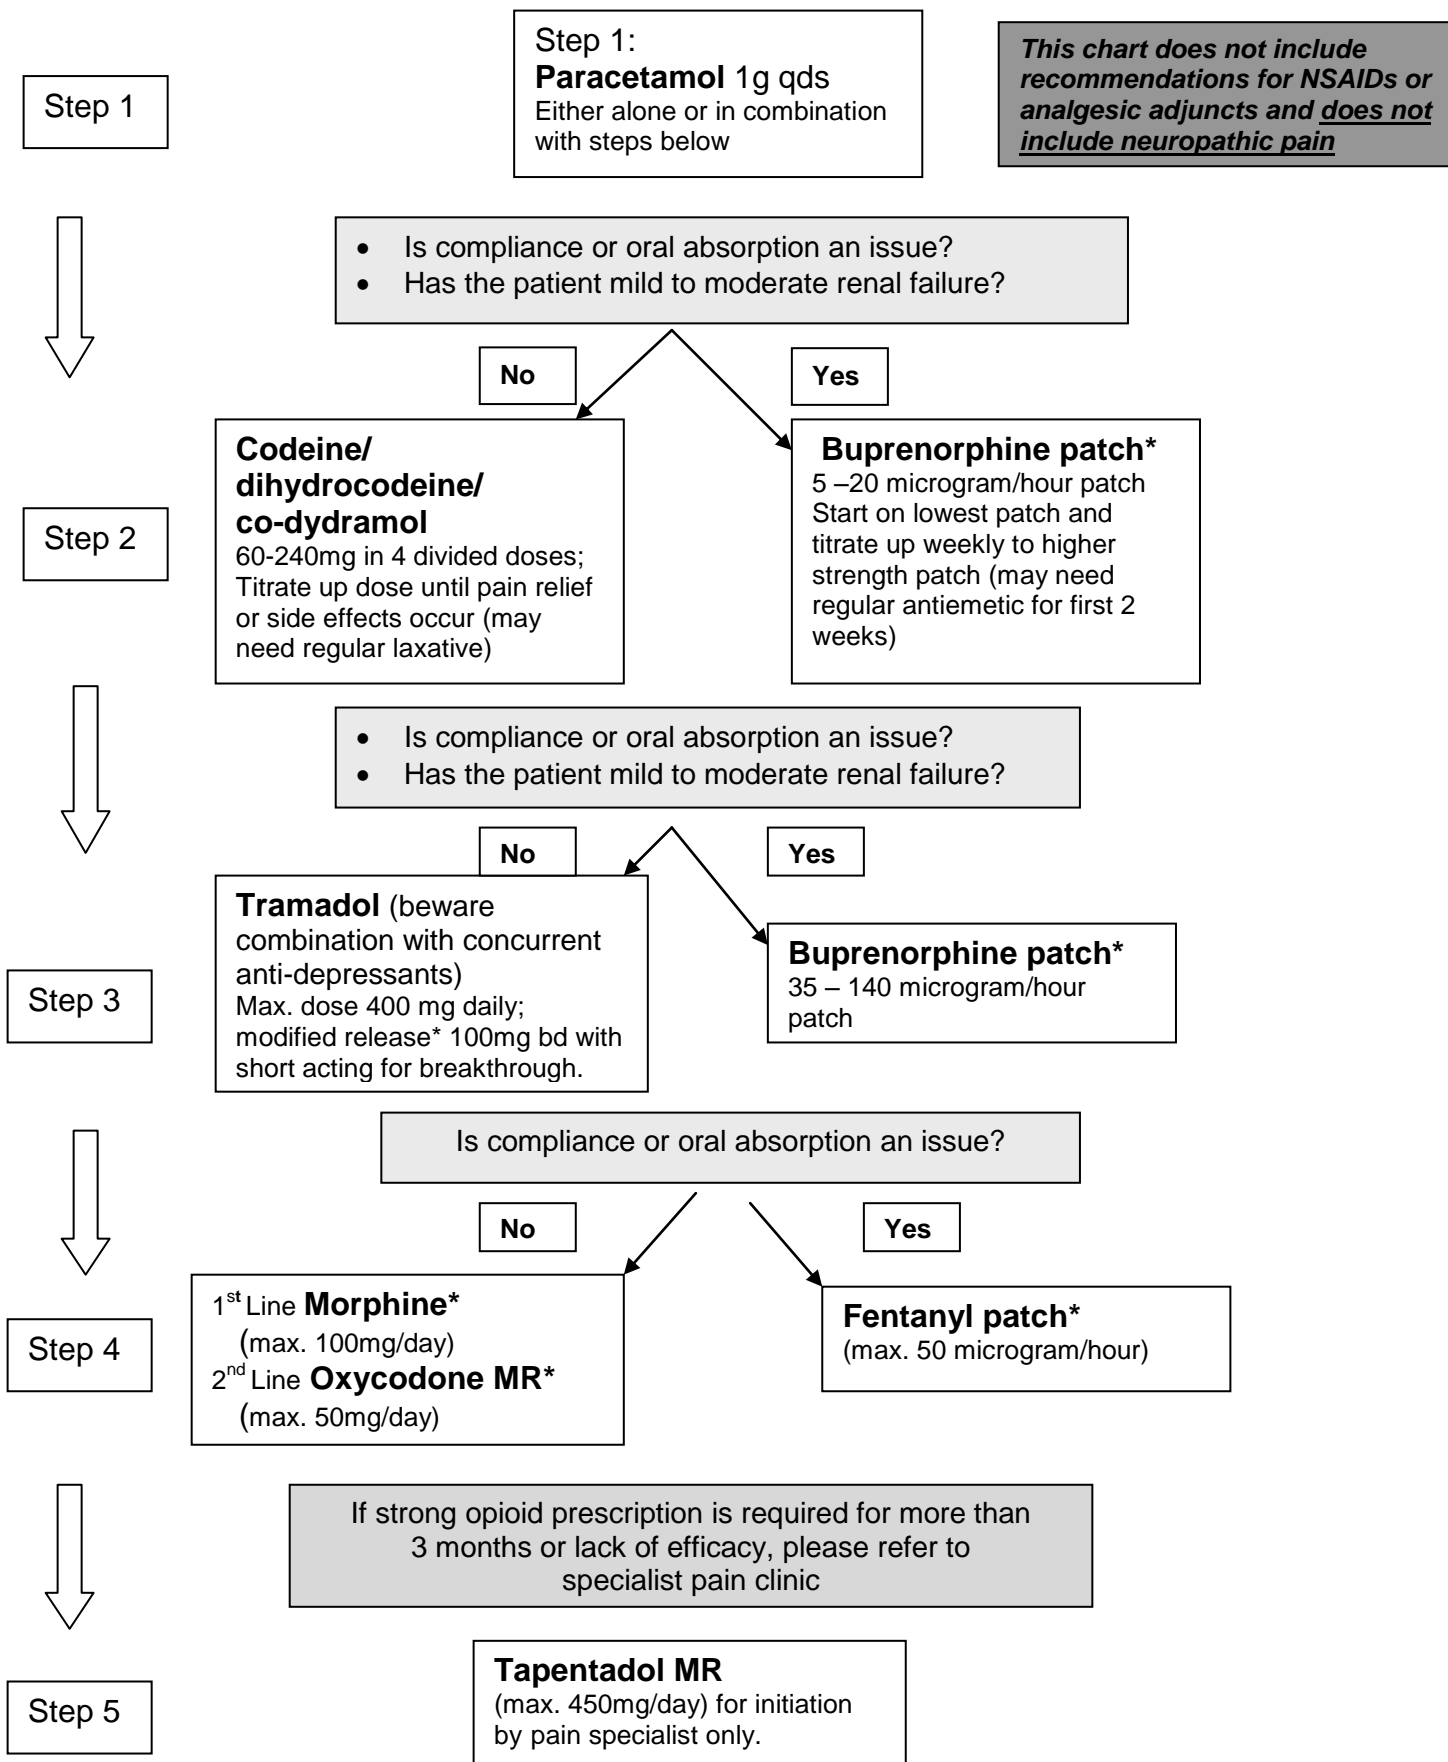 Step 1
Step 1:
Paracetamol 1g qds
Either alone or in combination
with steps below
This chart does not include
recommendations for NSAIDs or
analgesic adjuncts and does not
include neuropathic pain
• Is compliance or oral absorption an issue?
• Has the patient mild to moderate renal failure?
No
Yes
Step 2
Codeine/
dihydrocodeine/
co-dydramol
60-240mg in 4 divided doses;
Titrate up dose until pain relief
or side effects occur (may
need regular laxative)
Buprenorphine patch*
5 –20 microgram/hour patch
Start on lowest patch and
titrate up weekly to higher
strength patch (may need
regular antiemetic for first 2
weeks)
• Is compliance or oral absorption an issue?
• Has the patient mild to moderate renal failure?
No
Yes
Step 3
Tramadol (beware
combination with concurrent
anti-depressants)
Max. dose 400 mg daily;
modified release* 100mg bd with
short acting for breakthrough.
Buprenorphine patch*
35 – 140 microgram/hour
patch
Is compliance or oral absorption an issue?
No
Yes
Step 4
1st Line Morphine*
(max. 100mg/day)
2nd Line Oxycodone MR*
(max. 50mg/day)
Fentanyl patch*
(max. 50 microgram/hour)
If strong opioid prescription is required for more than
3 months or lack of efficacy, please refer to
specialist pain clinic
Step 5
Tapentadol MR
(max. 450mg/day) for initiation
by pain specialist only.